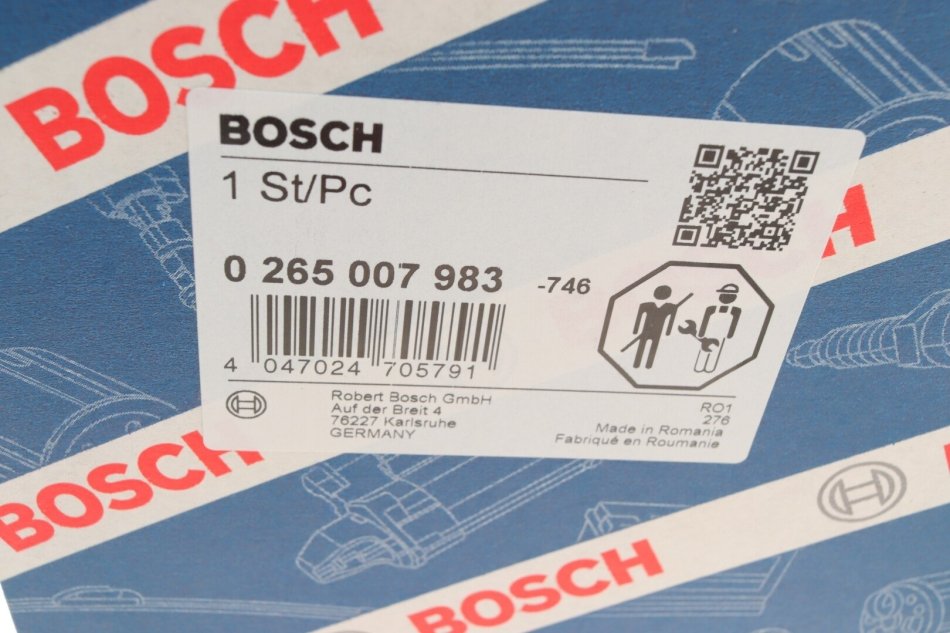 BOSCH
BOSCH
1 St/Pc
0 265 007 983 -746
4 047024 705791
Robert Bosch GmbH
Auf der Breit 4
76227 Karlsruhe
GERMANY
RO1
276
Made in Romania
Fabriqué en Roumanie
H
BOSCH
BOSCH